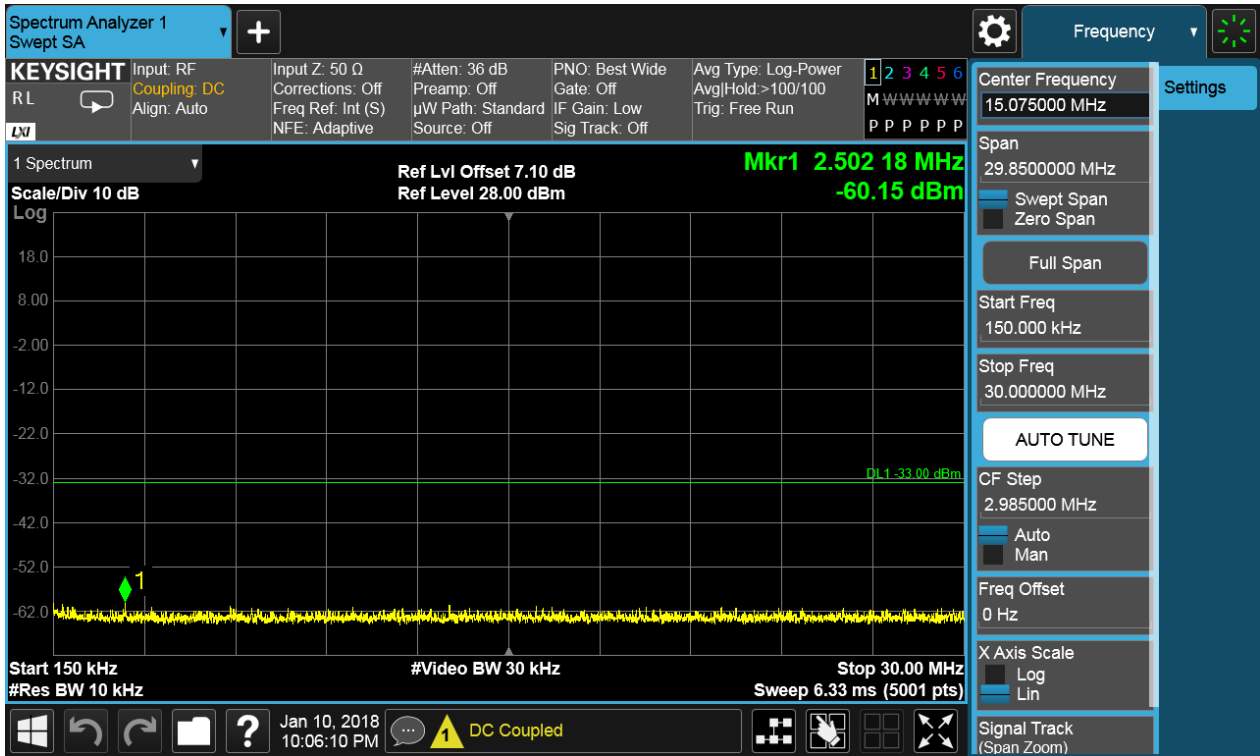 Spectrum Analyzer 1
Swept SA
Frequency
KEYSIGHT
R L
LXI
Input: RF
Coupling: DC
Align: Auto
Input Z: 50 Ω
Corrections: Off
Freq Ref: Int (S)
NFE: Adaptive
#Atten: 36 dB
Preamp: Off
µW Path: Standard
Source: Off
PNO: Best Wide
Gate: Off
IF Gain: Low
Sig Track: Off
Avg Type: Log-Power
Avg|Hold:>100/100
Trig: Free Run
1 2 3 4 5 6
M W W W W W
P P P P P P
1 Spectrum
Scale/Div 10 dB
Log
Ref Lvl Offset 7.10 dB
Ref Level 28.00 dBm
Mkr1 2.502 18 MHz
-60.15 dBm
18.0
8.00
-2.00
-12.0
-22.0
-32.0
-42.0
-52.0
-62.0
DL1 -33.00 dBm
1
Start 150 kHz
#Res BW 10 kHz
#Video BW 30 kHz
Stop 30.00 MHz
Sweep 6.33 ms (5001 pts)
Center Frequency
15.075000 MHz
Span
29.8500000 MHz
Swept Span
Zero Span
Full Span
Start Freq
150.000 kHz
Stop Freq
30.000000 MHz
AUTO TUNE
CF Step
2.985000 MHz
Auto
Man
Freq Offset
0 Hz
X Axis Scale
Log
Lin
Signal Track
(Span Zoom)
Settings
?
Jan 10, 2018
10:06:10 PM
1
DC Coupled